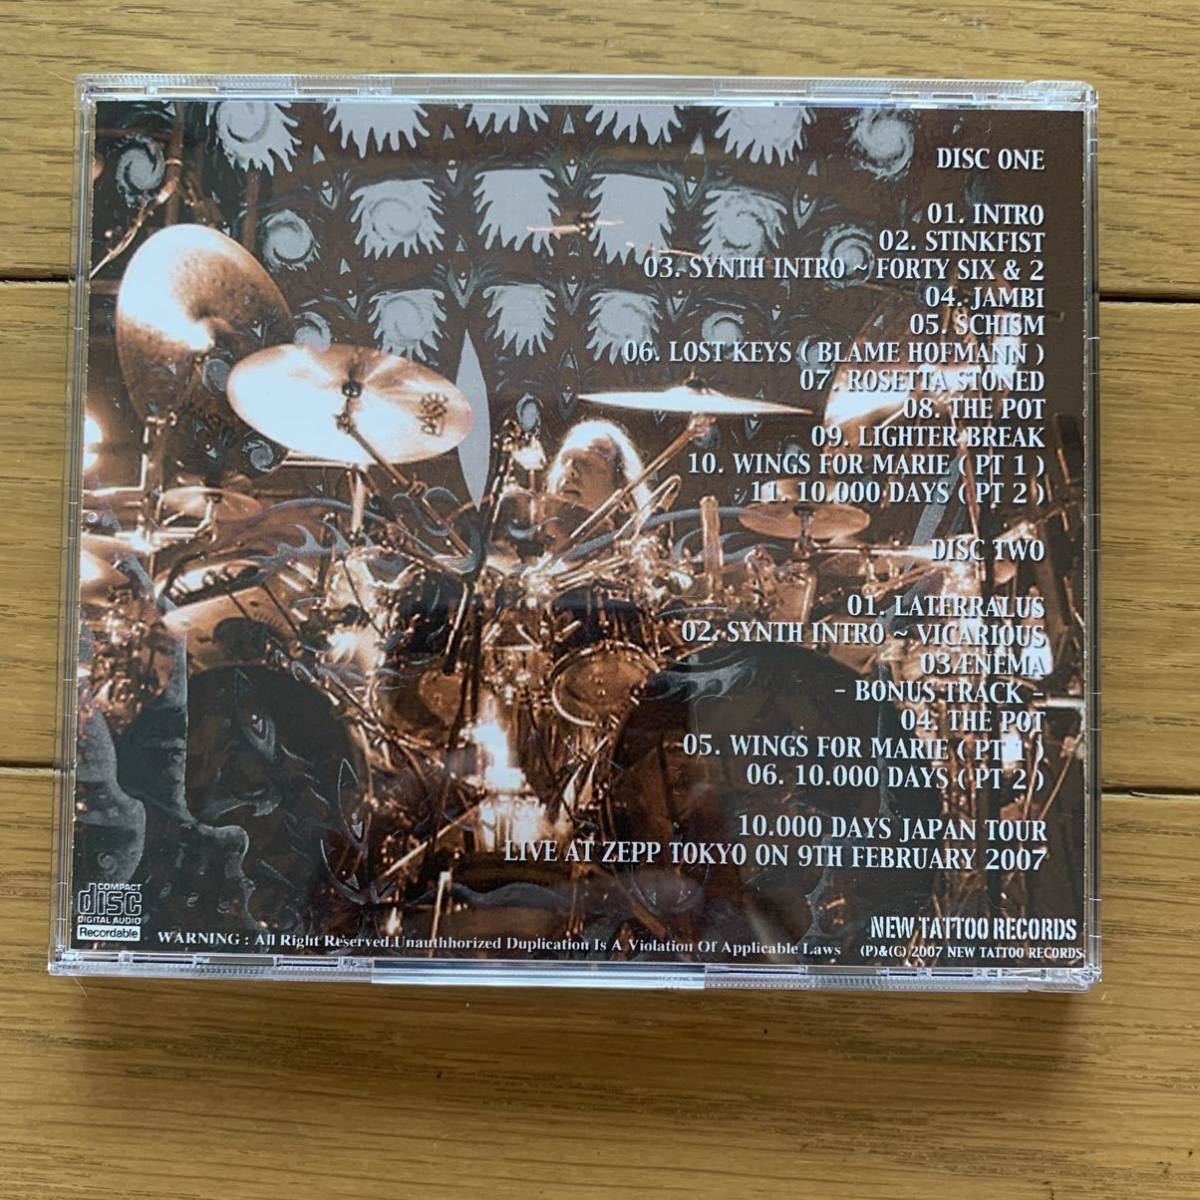 DISC ONE
01. INTRO
02. STINKFIST
03. SYNTH INTRO ~ FORTY SIX & 2
04. JAMBI
05. SCHISM
06. LOST KEYS ( BLAME HOFMANN )
07. ROSETTA STONED
08. THE POT
09. LIGHTER BREAK
10. WINGS FOR MARIE ( PT 1 )
11. 10.000 DAYS ( PT 2 )
DISC TWO
01. LATERRALUS
02. SYNTH INTRO ~ VICARIOUS
03.ÆNEMA
- BONUS TRACK -
04. THE POT
05. WINGS FOR MARIE ( PT 1 )
06. 10.000 DAYS ( PT 2 )
10.000 DAYS JAPAN TOUR
LIVE AT ZEPP TOKYO ON 9TH FEBRUARY 2007
COMPACT
disc
DIGITAL AUDIO
Recordable
WARNING : All Right Reserved.Unauthhorized Duplication Is A Violation Of Applicable Laws
NEW TATTOO RECORDS
(P)&(C) 2007 NEW TATTOO RECORDS
PAISTE